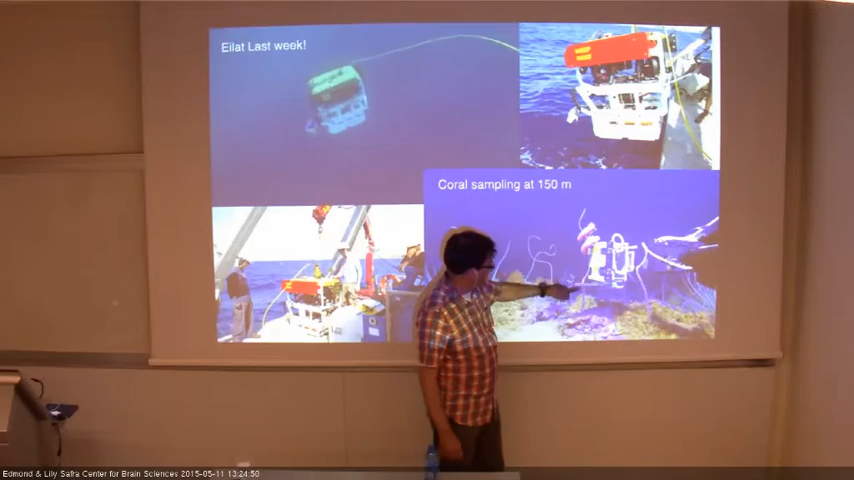 Eilat Last week!
Coral sampling at 150 m
Edmond & Lily Safra Center for Brain Sciences 2015-05-11 13:24:50